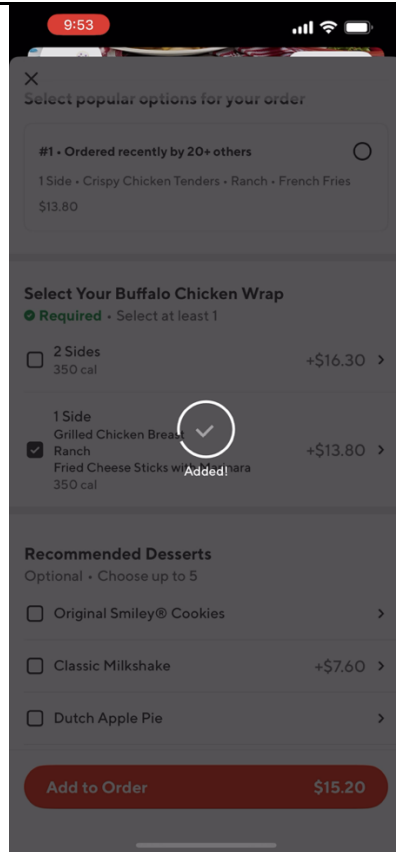 9:53
Select popular options for your order
#1 • Ordered recently by 20+ others
1 Side • Crispy Chicken Tenders • Ranch • French Fries
$13.80
Select Your Buffalo Chicken Wrap
Required • Select at least 1
2 Sides
350 cal
+$16.30
1 Side
Grilled Chicken Breast
Ranch
Fried Cheese Sticks with Marinara
350 cal
+$13.80
Added!
Recommended Desserts
Optional • Choose up to 5
Original Smiley® Cookies
Classic Milkshake
+$7.60
Dutch Apple Pie
Add to Order
$15.20